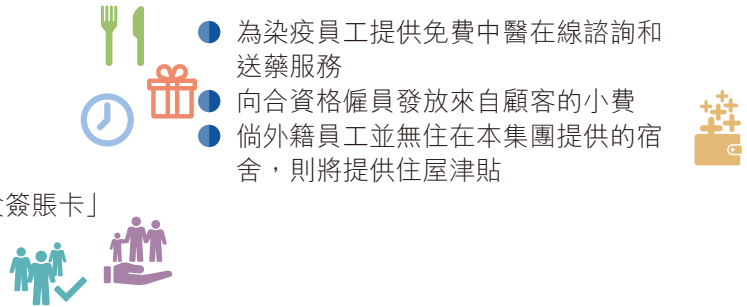 為染疫員工提供免費中醫在線諮詢和
送藥服務
向合資格僱員發放來自顧客的小費
倘外籍員工並無住在本集團提供的宿
舍，則將提供住屋津貼
簽賬卡」